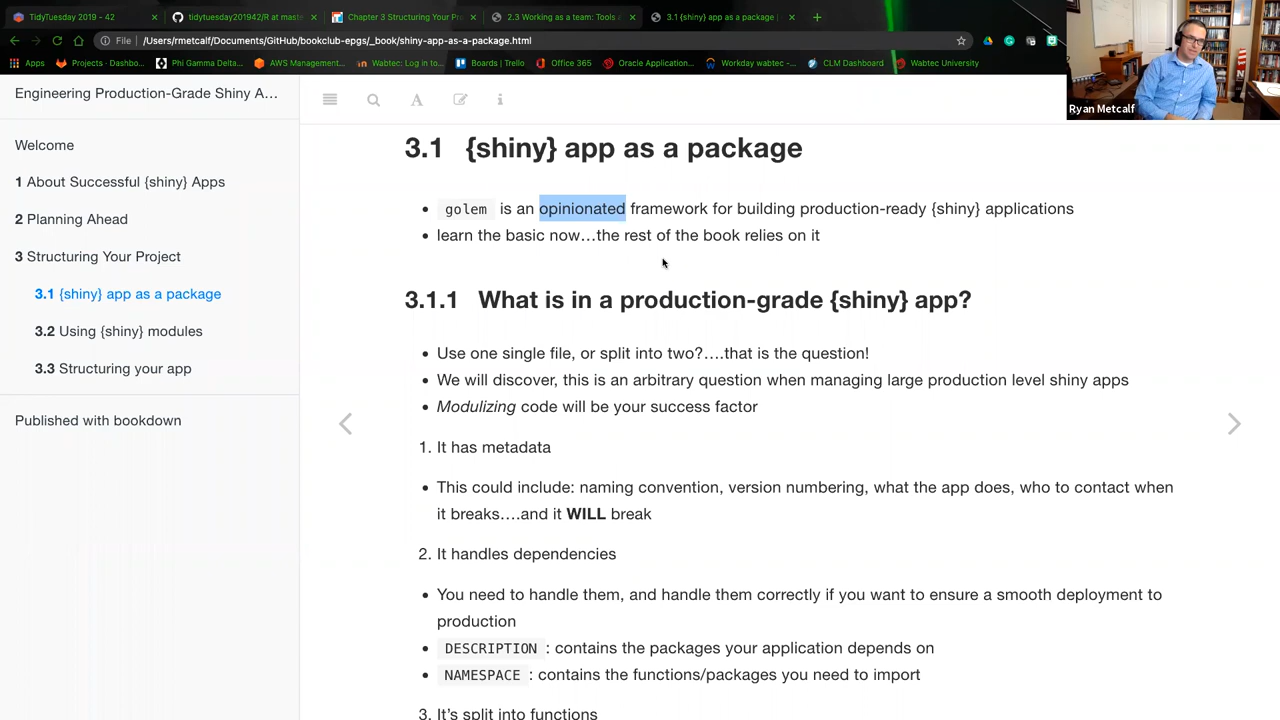 TidyTuesday 2019 - 42
tidytuesday201942/R at maste
Chapter 3 Structuring Your Pr
2.3 Working as a team: Tools a
3.1 {shiny} app as a package |
File | /Users/rmetcalf/Documents/GitHub/bookclub-epgs/_book/shiny-app-as-a-package.html
Apps
Projects · Dashbo...
Phi Gamma Delta...
AWS Management...
Wabtec: Log in to...
Boards | Trello
Office 365
Oracle Application...
Workday wabtec -...
CLM Dashboard
Wabtec University
Ryan Metcalf
Engineering Production-Grade Shiny A...
Welcome
1 About Successful {shiny} Apps
2 Planning Ahead
3 Structuring Your Project
3.1 {shiny} app as a package
3.2 Using {shiny} modules
3.3 Structuring your app
Published with bookdown
3.1 {shiny} app as a package
• golem is an opinionated framework for building production-ready {shiny} applications
• learn the basic now...the rest of the book relies on it
3.1.1 What is in a production-grade {shiny} app?
• Use one single file, or split into two?....that is the question!
• We will discover, this is an arbitrary question when managing large production level shiny apps
• Modulizing code will be your success factor
1. It has metadata
• This could include: naming convention, version numbering, what the app does, who to contact when
it breaks....and it WILL break
2. It handles dependencies
• You need to handle them, and handle them correctly if you want to ensure a smooth deployment to
production
• DESCRIPTION : contains the packages your application depends on
• NAMESPACE : contains the functions/packages you need to import
3. It's split into functions